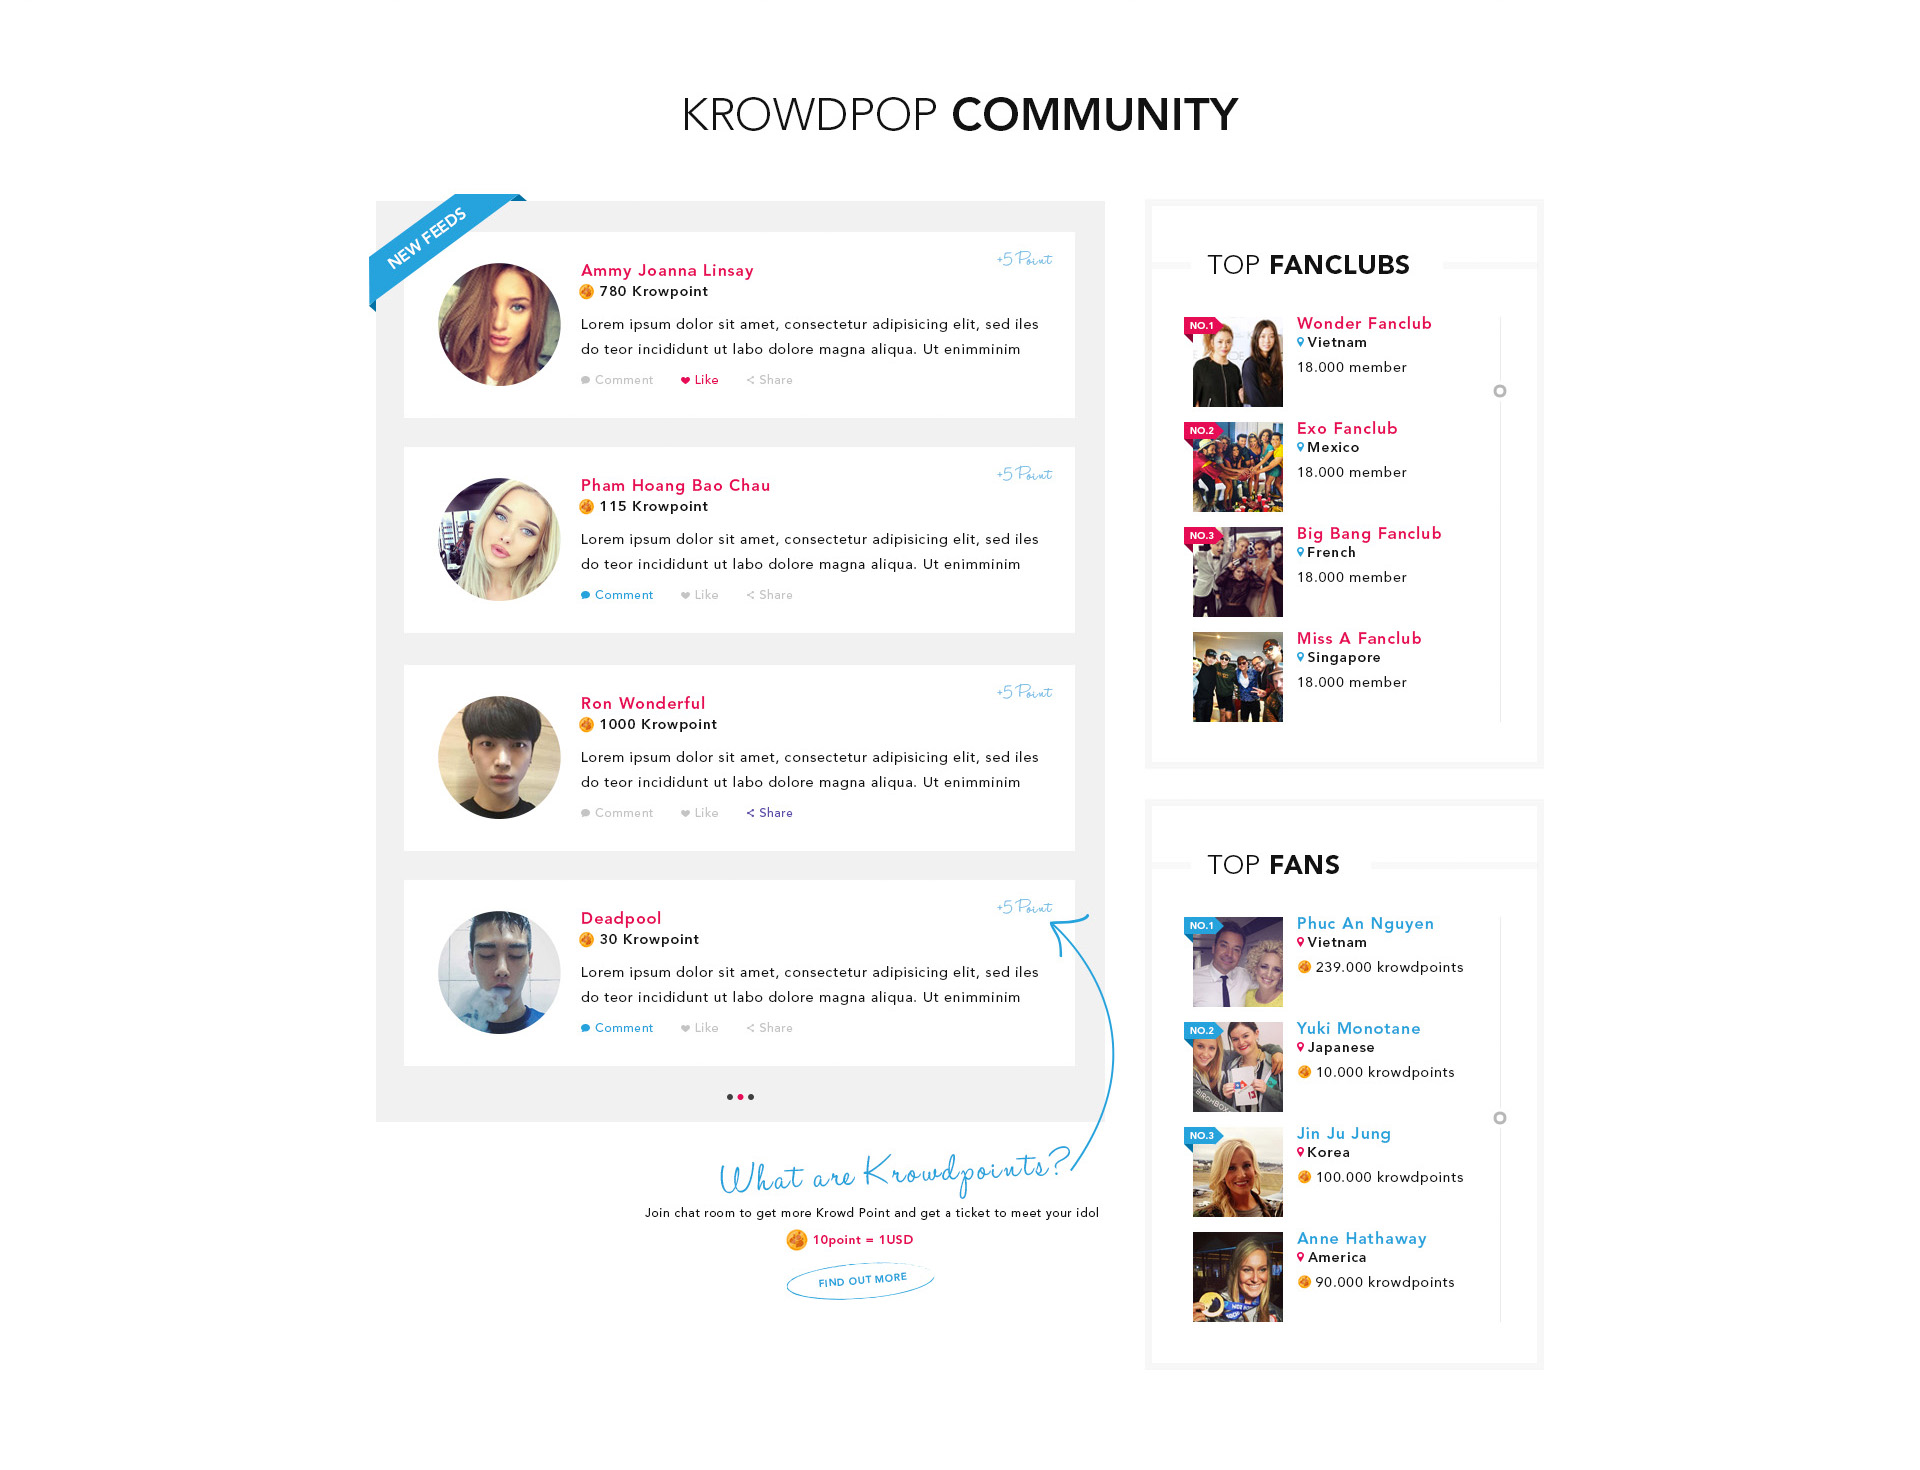 KROWDPOP COMMUNITY
NEW FEEDS
Ammy Joanna Linsay
+5 Point
780 Krowpoint
Lorem ipsum dolor sit amet, consectetur adipisicing elit, sed iles
do teor incididunt ut labo dolore magna aliqua. Ut enimminim
Comment Like Share
Pham Hoang Bao Chau
+5 Point
115 Krowpoint
Lorem ipsum dolor sit amet, consectetur adipisicing elit, sed iles
do teor incididunt ut labo dolore magna aliqua. Ut enimminim
Comment Like Share
Ron Wonderful
+5 Point
1000 Krowpoint
Lorem ipsum dolor sit amet, consectetur adipisicing elit, sed iles
do teor incididunt ut labo dolore magna aliqua. Ut enimminim
Comment Like Share
Deadpool
+5 Point
30 Krowpoint
Lorem ipsum dolor sit amet, consectetur adipisicing elit, sed iles
do teor incididunt ut labo dolore magna aliqua. Ut enimminim
Comment Like Share
What are Krowdpoints?
Join chat room to get more Krowd Point and get a ticket to meet your idol
10point = 1USD
FIND OUT MORE
TOP FANCLUBS
NO.1
Wonder Fanclub
Vietnam
18.000 member
NO.2
Exo Fanclub
Mexico
18.000 member
NO.3
Big Bang Fanclub
French
18.000 member
Miss A Fanclub
Singapore
18.000 member
TOP FANS
NO.1
Phuc An Nguyen
Vietnam
239.000 krowdpoints
NO.2
Yuki Monotane
Japanese
10.000 krowdpoints
BIRCHBOX
NO.3
Jin Ju Jung
Korea
100.000 krowdpoints
Anne Hathaway
America
90.000 krowdpoints